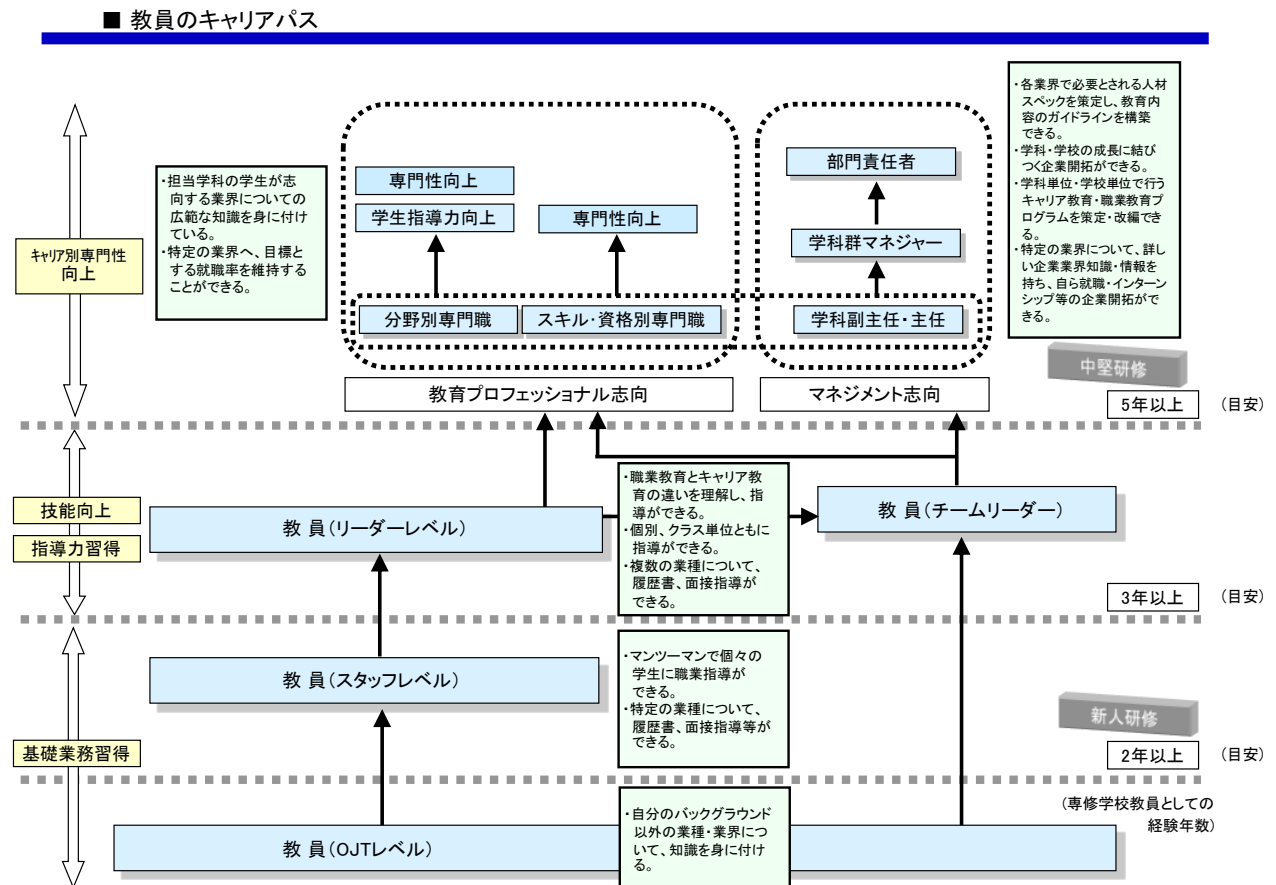 ■ 教員のキャリアパス
・各業界で必要とされる人材
スペックを策定し、教育内
容のガイドラインを構築
できる。
・学科・学校の成長に結び
つく企業開拓ができる。
・学科単位・学校単位で行う
キャリア教育・職業教育プ
ログラムを策定・改編でき
る。
・特定の業界について、詳し
い企業業界知識・情報を
持ち、自ら就職・インターン
シップ等の企業開拓がで
きる。
・担当学科の学生が志
向する業界についての
広範な知識を身に付け
ている。
・特定の業界へ、目標と
する就職率を維持する
ことができる。
専門性向上
学生指導力向上
専門性向上
部門責任者
学科群マネジャー
キャリア別専門性
向上
分野別専門職
スキル・資格別専門職
学科副主任・主任
中堅研修
教育プロフェッショナル志向
マネジメント志向
5年以上
(目安)
技能向上
指導力習得
教 員(リーダーレベル)
・職業教育とキャリア教
育の違いを理解し、指
導ができる。
・個別、クラス単位ともに
指導ができる。
・複数の業種について、
履歴書、面接指導が
できる。
教 員(チームリーダー)
3年以上
(目安)
教 員(スタッフレベル)
・マンツーマンで個々の
学生に職業指導が
できる。
・特定の業種について、
履歴書、面接指導等が
できる。
新人研修
基礎業務習得
2年以上
(目安)
(専修学校教員としての
経験年数)
教 員(OJTレベル)
・自分のバックグラウンド
以外の業種・業界につ
いて、知識を身に付け
る。